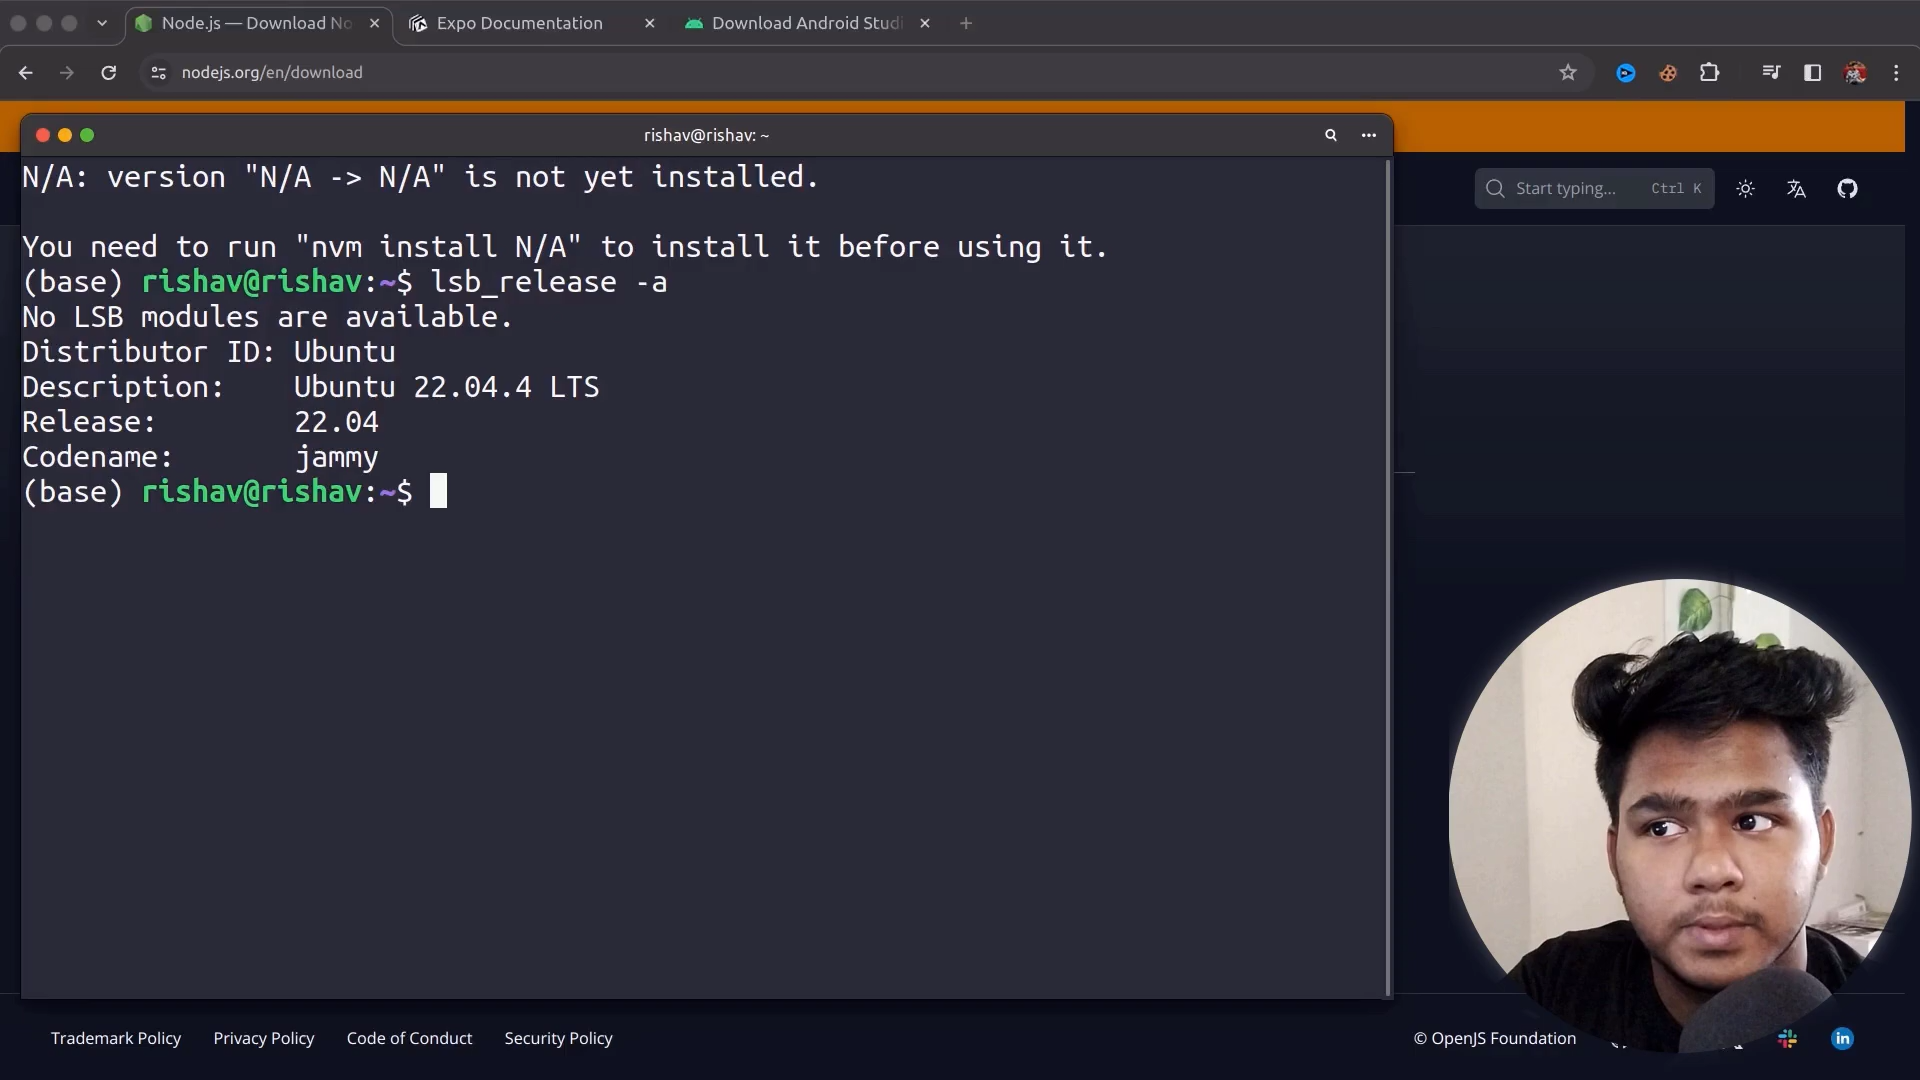 Node.js — Download No
Expo Documentation
Download Android Studi
nodejs.org/en/download
rishav@rishav: ~
N/A: version "N/A -> N/A" is not yet installed.
Start typing... Ctrl K
You need to run "nvm install N/A" to install it before using it.
(base) rishav@rishav:~$ lsb_release -a
No LSB modules are available.
Distributor ID: Ubuntu
Description: Ubuntu 22.04.4 LTS
Release: 22.04
Codename: jammy
(base) rishav@rishav:~$
Trademark Policy Privacy Policy Code of Conduct Security Policy
© OpenJS Foundation
in